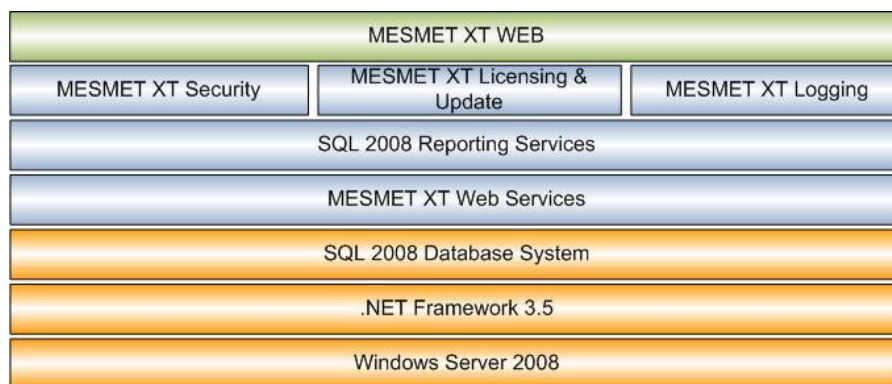 MESMET XT WEB
MESMET XT Security
MESMET XT Licensing &
Update
MESMET XT Logging
SQL 2008 Reporting Services
MESMET XT Web Services
SQL 2008 Database System
.NET Framework 3.5
Windows Server 2008